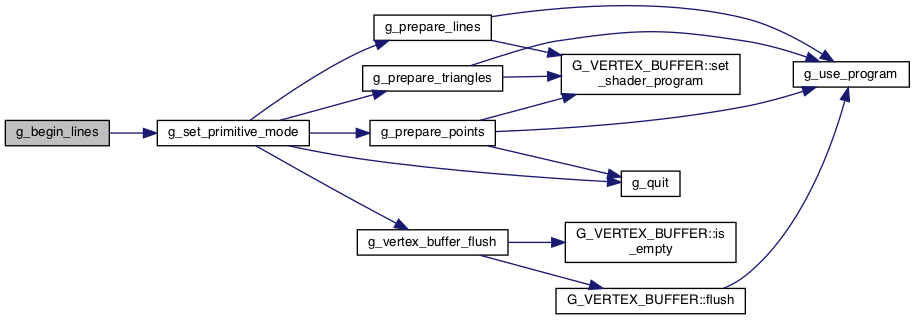 g_begin_lines
g_set_primitive_mode
g_prepare_lines
g_prepare_triangles
g_prepare_points
g_vertex_buffer_flush
G_VERTEX_BUFFER::set
_shader_program
g_quit
G_VERTEX_BUFFER::is
_empty
G_VERTEX_BUFFER::flush
g_use_program